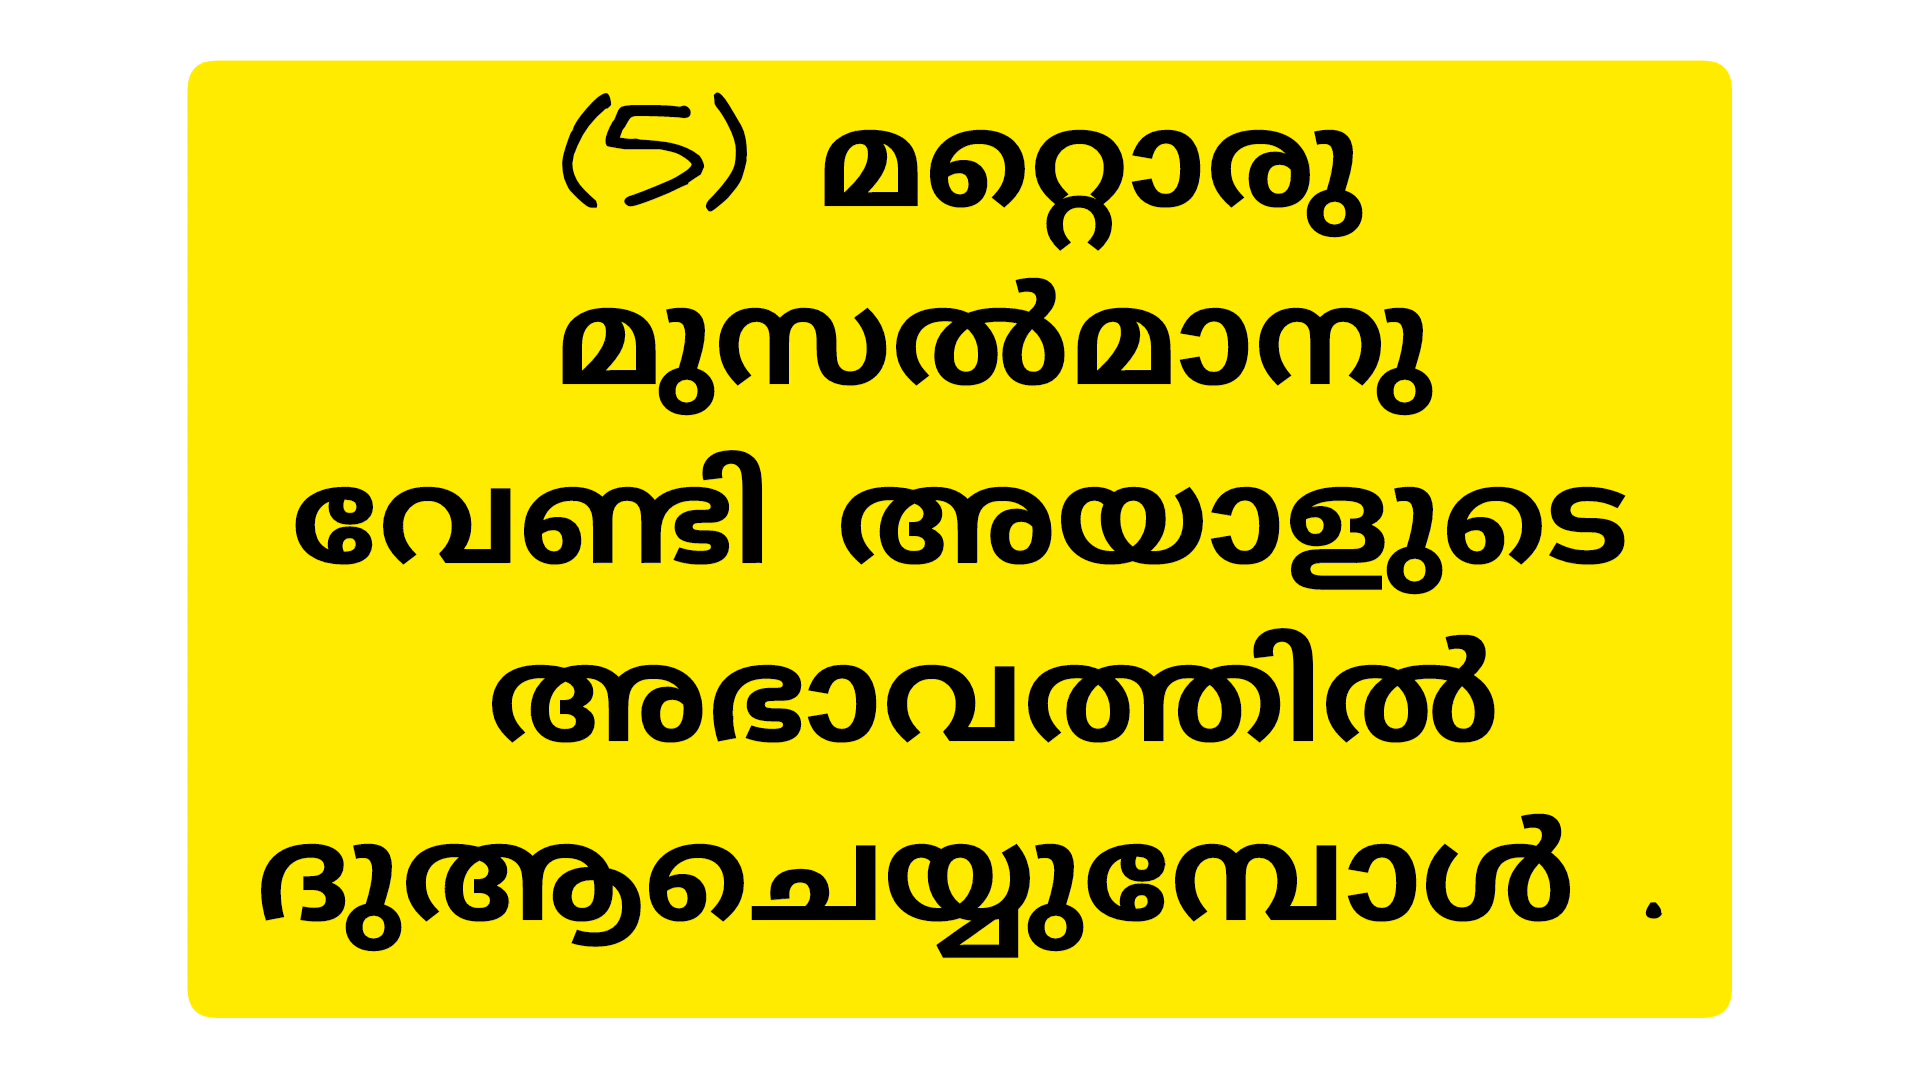 (5) മറ്റൊരു
മുസൽമാനു
വേണ്ടി അയാളുടെ
അഭാവത്തിൽ
ദുആചെയ്യുമ്പോൾ .